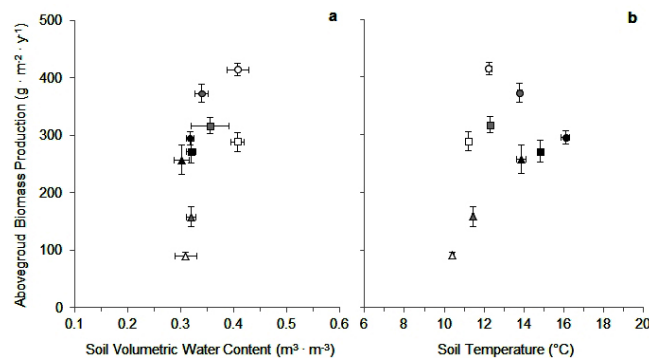 a
b
500
400
300
200
100
0
Abovegroud Biomass Production (g · m-2 · y-1)
0.1 0.2 0.3 0.4 0.5 0.6
6 8 10 12 14 16 18 20
Soil Volumetric Water Content (m³ · m-3)
Soil Temperature (°C)